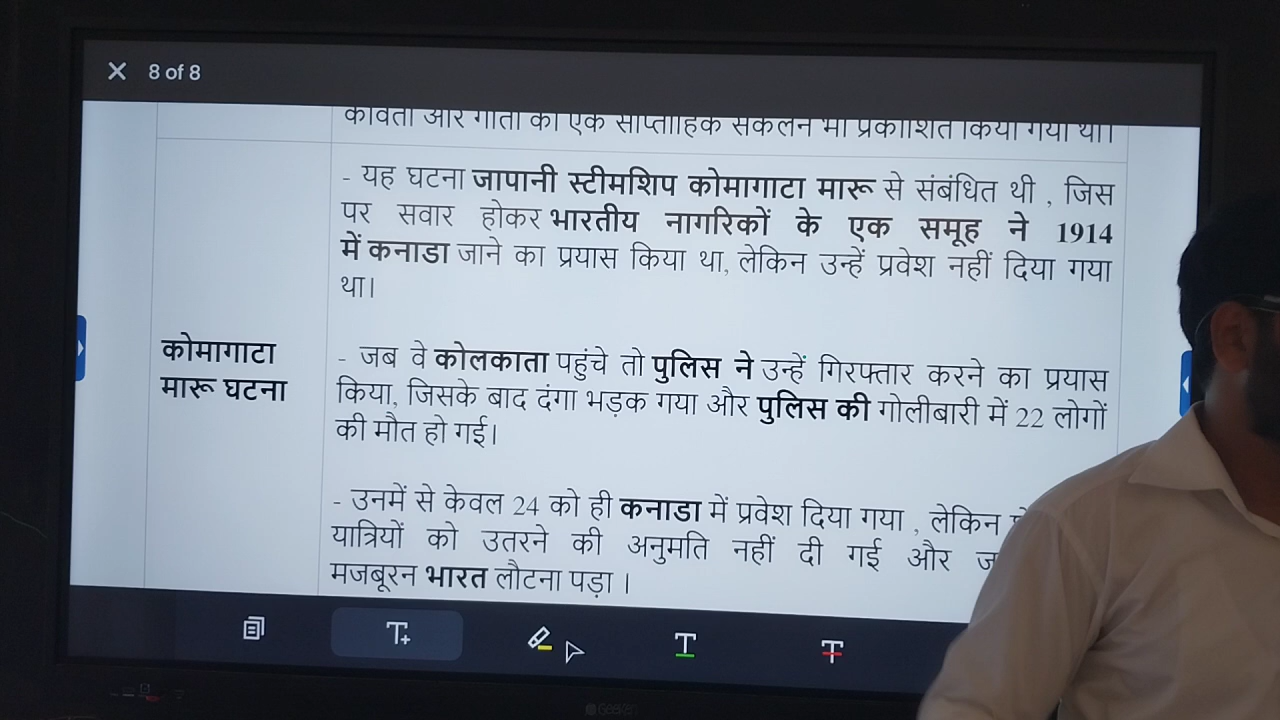 8 of 8
कविता और गीतों का एक साप्ताहिक संकलन भी प्रकाशित किया गया था।
- यह घटना जापानी स्टीमशिप कोमागाटा मारू से संबंधित थी , जिस
पर सवार होकर भारतीय नागरिकों के एक समूह ने 1914
में कनाडा जाने का प्रयास किया था, लेकिन उन्हें प्रवेश नहीं दिया गया
था।
कोमागाटा
मारू घटना
- जब वे कोलकाता पहुंचे तो पुलिस ने उन्हें गिरफ्तार करने का प्रयास
किया, जिसके बाद दंगा भड़क गया और पुलिस की गोलीबारी में 22 लोगों
की मौत हो गई।
- उनमें से केवल 24 को ही कनाडा में प्रवेश दिया गया , लेकिन
यात्रियों को उतरने की अनुमति नहीं दी गई और
मजबूरन भारत लौटना पड़ा ।
Geeken